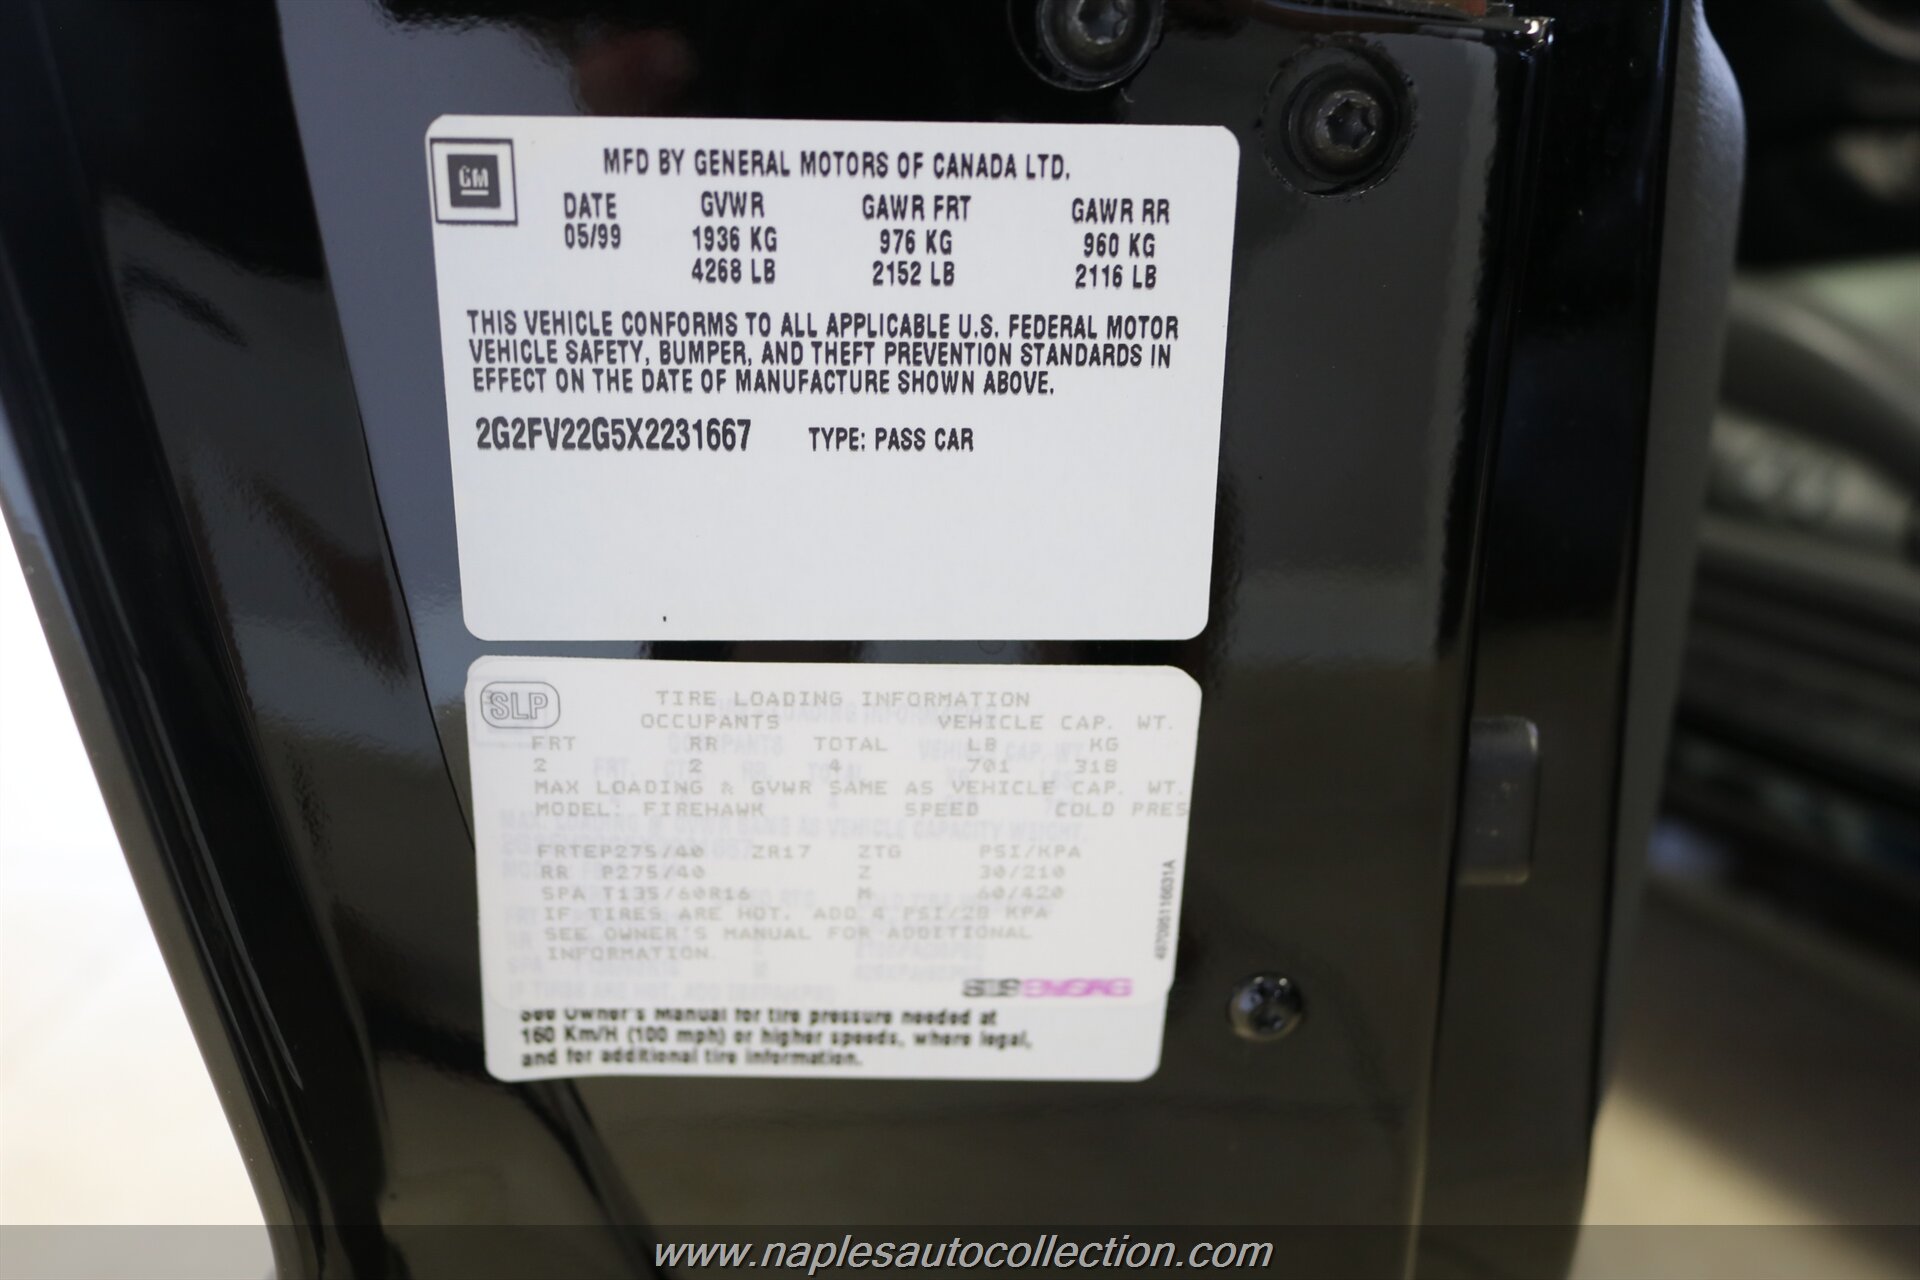 GM
MFD BY GENERAL MOTORS OF CANADA LTD.
DATE GVWR GAWR FRT GAWR RR
05/99 1936 KG 976 KG 960 KG
4268 LB 2152 LB 2116 LB
THIS VEHICLE CONFORMS TO ALL APPLICABLE U.S. FEDERAL MOTOR
VEHICLE SAFETY, BUMPER, AND THEFT PREVENTION STANDARDS IN
EFFECT ON THE DATE OF MANUFACTURE SHOWN ABOVE.
2G2FV22G5X2231667 TYPE: PASS CAR
SLP TIRE LOADING INFORMATION
OCCUPANTS VEHICLE CAP. WT.
FRT RR TOTAL LB KG
2 2 4 701 318
MAX LOADING & GVWR SAME AS VEHICLE CAP. WT.
MODEL: FIREHAWK SPEED COLD PRES
FRTEP275/40 ZR17 ZTG PSI/KPA
RR P275/40 Z 30/210
SPA T135/60R16 M 60/420
IF TIRES ARE HOT, ADD 4 PSI/28 KPA
SEE OWNER'S MANUAL FOR ADDITIONAL
INFORMATION.
See Owner's Manual for tire pressure needed at
160 Km/H (100 mph) or higher speeds, where legal,
and for additional tire information.
www.naplesautocollection.com